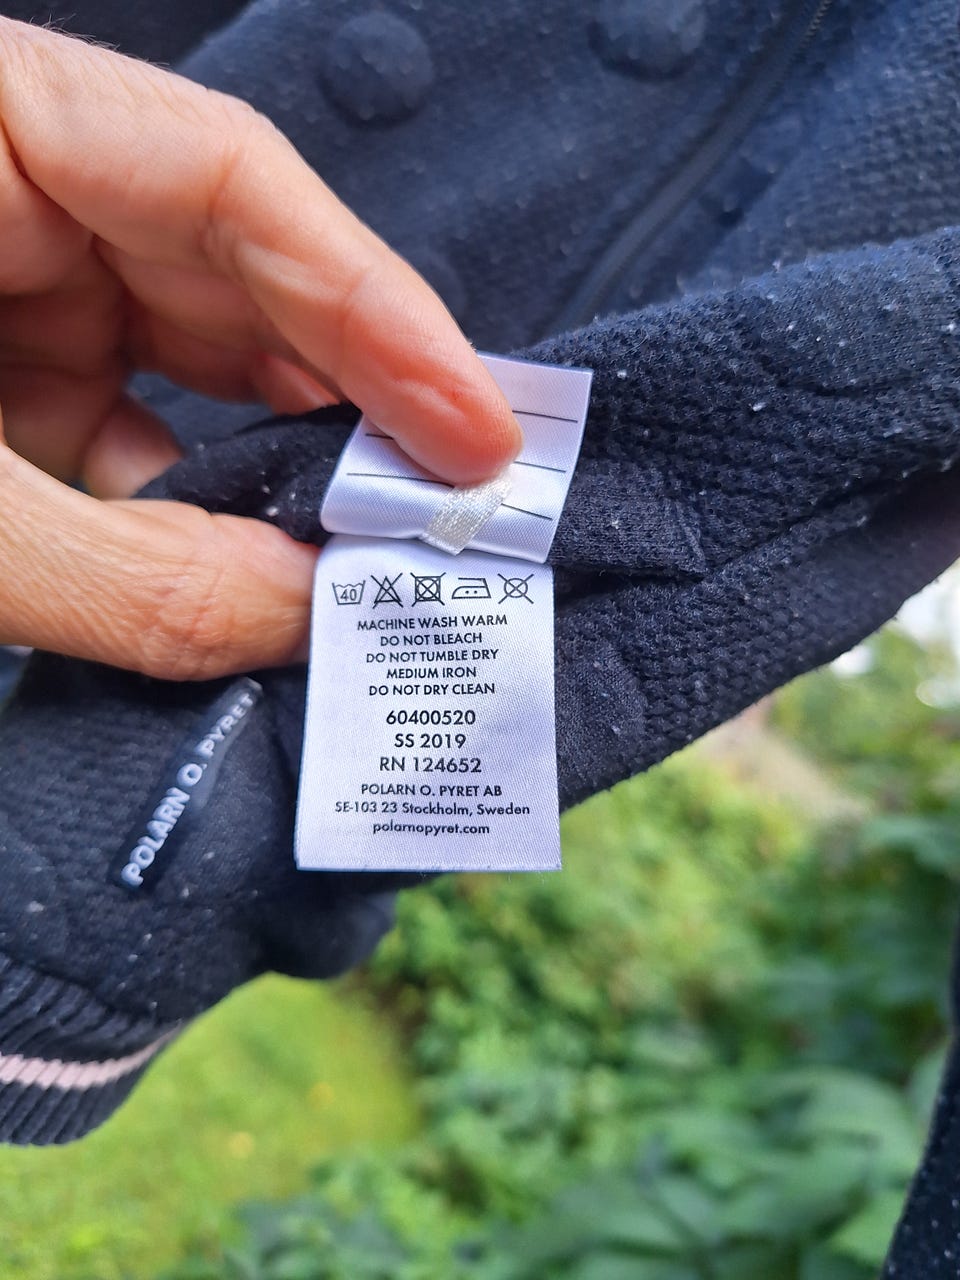 40
MACHINE WASH WARM
DO NOT BLEACH
DO NOT TUMBLE DRY
MEDIUM IRON
DO NOT DRY CLEAN
60400520
SS 2019
RN 124652
POLARN O. PYRET AB
SE-103 23 Stockholm, Sweden
polarnopyret.com
POLARN O. PYRET